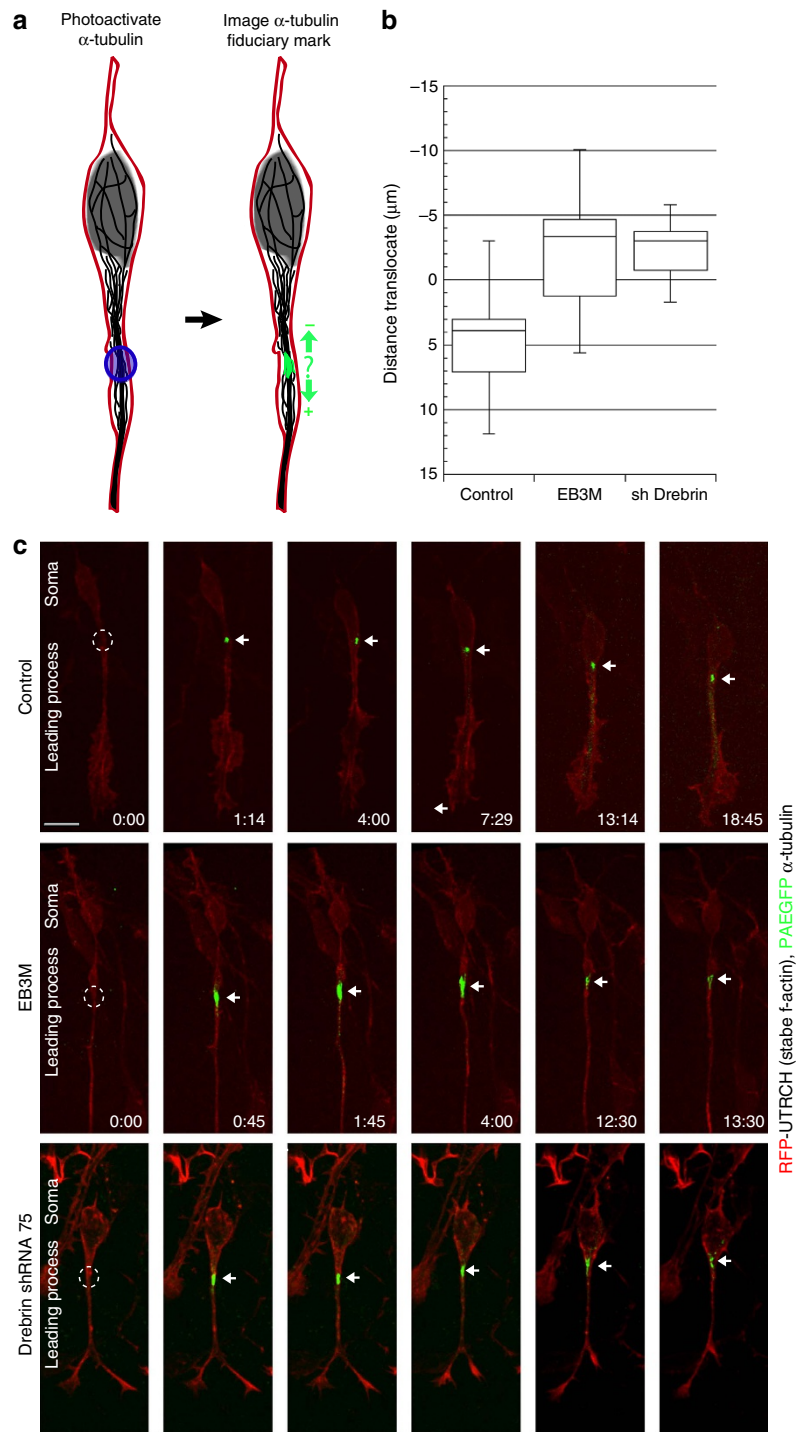 a
Photoactivate
α-tubulin
Image α-tubulin
fiduciary mark
–
?
+
b
Distance translocate (μm)
–15
–10
–5
0
5
10
15
Control
EB3M
sh Drebrin
c
Control
Leading process
Soma
0:00
1:14
4:00
7:29
13:14
18:45
EB3M
Leading process
Soma
0:00
0:45
1:45
4:00
12:30
13:30
Drebrin shRNA 75
Leading process
Soma
RFP-UTRCH (stabe f-actin), PAEGFP α-tubulin